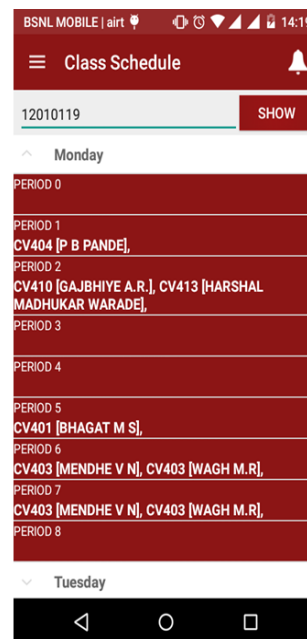 BSNL MOBILE | airt 14:19
Class Schedule
12010119 SHOW
Monday
PERIOD 0
PERIOD 1
CV404 [P B PANDE],
PERIOD 2
CV410 [GAJBHIYE A.R.], CV413 [HARSHAL
MADHUKAR WARADE],
PERIOD 3
PERIOD 4
PERIOD 5
CV401 [BHAGAT M S],
PERIOD 6
CV403 [MENDHE V N], CV403 [WAGH M.R],
PERIOD 7
CV403 [MENDHE V N], CV403 [WAGH M.R],
PERIOD 8
Tuesday